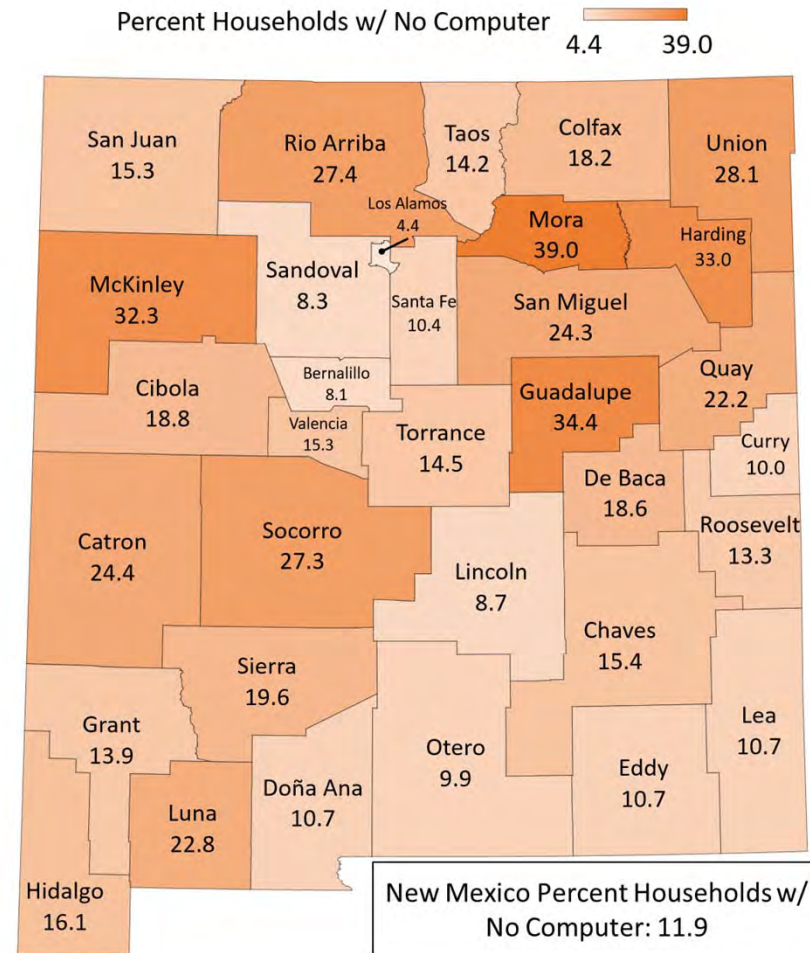 Percent Households w/ No Computer
4.4 39.0
San Juan
15.3
Rio Arriba
27.4
Taos
14.2
Colfax
18.2
Union
28.1
Los Alamos
4.4
Mora
39.0
Harding
33.0
McKinley
32.3
Sandoval
8.3
Santa Fe
10.4
San Miguel
24.3
Cibola
18.8
Bernalillo
8.1
Valencia
15.3
Torrance
14.5
Guadalupe
34.4
Quay
22.2
Curry
10.0
De Baca
18.6
Roosevelt
13.3
Catron
24.4
Socorro
27.3
Lincoln
8.7
Chaves
15.4
Sierra
19.6
Grant
13.9
Luna
22.8
Doña Ana
10.7
Otero
9.9
Eddy
10.7
Lea
10.7
Hidalgo
16.1
New Mexico Percent Households w/
No Computer: 11.9